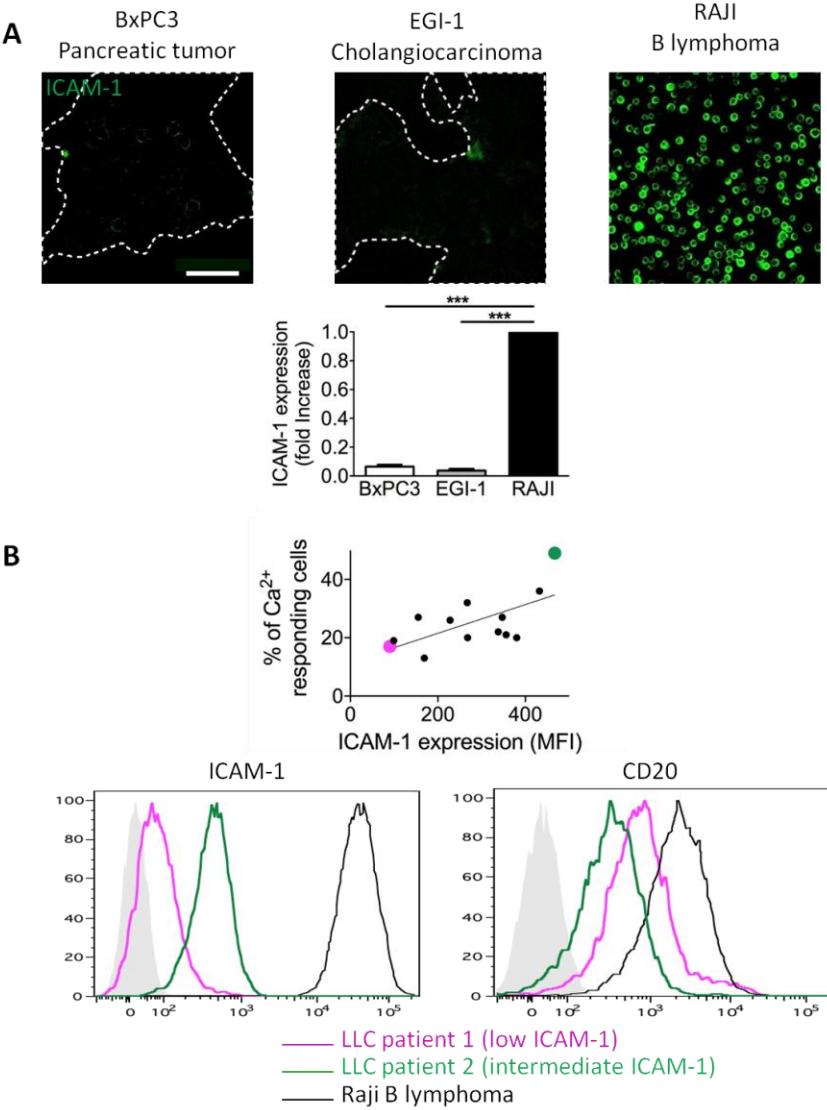 A
BxPC3
Pancreatic tumor
EGI-1
Cholangiocarcinoma
RAJI
B lymphoma
ICAM-1
***
***
ICAM-1 expression
(fold Increase)
1.0
0.8
0.6
0.4
0.2
0.0
BxPC3 EGI-1 RAJI
B
% of Ca²⁺
responding cells
40
20
0
0 200 400
ICAM-1 expression (MFI)
ICAM-1
100
80
60
40
20
0
0 10² 10³ 10⁴ 10⁵
CD20
100
80
60
40
20
0
0 10² 10³ 10⁵
LLC patient 1 (low ICAM-1)
LLC patient 2 (intermediate ICAM-1)
Raji B lymphoma